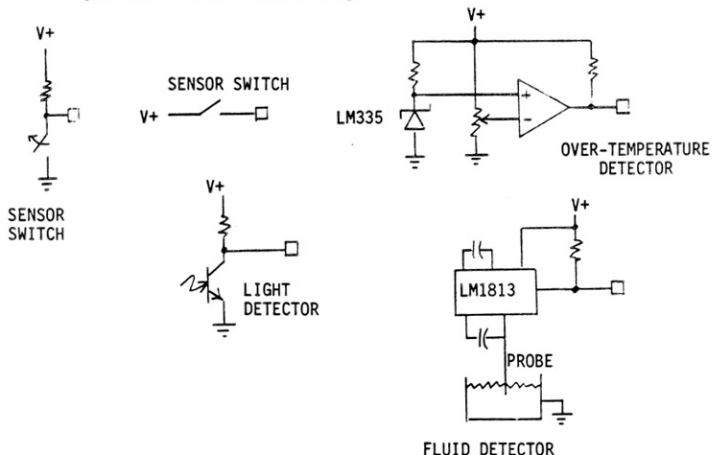 V+
SENSOR
SWITCH
SENSOR SWITCH
V+
V+
LM335
+
−
OVER-TEMPERATURE
DETECTOR
V+
LIGHT
DETECTOR
V+
LM1813
PROBE
FLUID DETECTOR